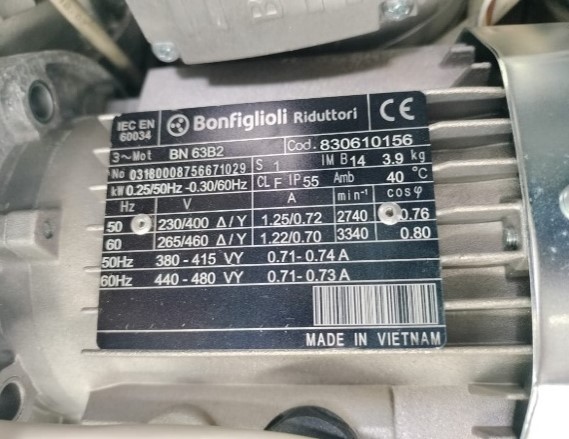 BONFIGLI
IEC EN 60034
Bonfiglioli Riduttori CE
3~Mot BN 63B2 Cod. 830610156
No 03180008756671029 S 1 IM B14 3.9 kg
kW 0.25/50Hz -0.30/60Hz CL F IP 55 Amb 40 °C
Hz V A min-1 cosφ
50 230/400 Δ/Y 1.25/0.72 2740 0.76
60 265/460 Δ/Y 1.22/0.70 3340 0.80
50Hz 380 - 415 VY 0.71- 0.74 A
60Hz 440 - 480 VY 0.71- 0.73 A
MADE IN VIETNAM